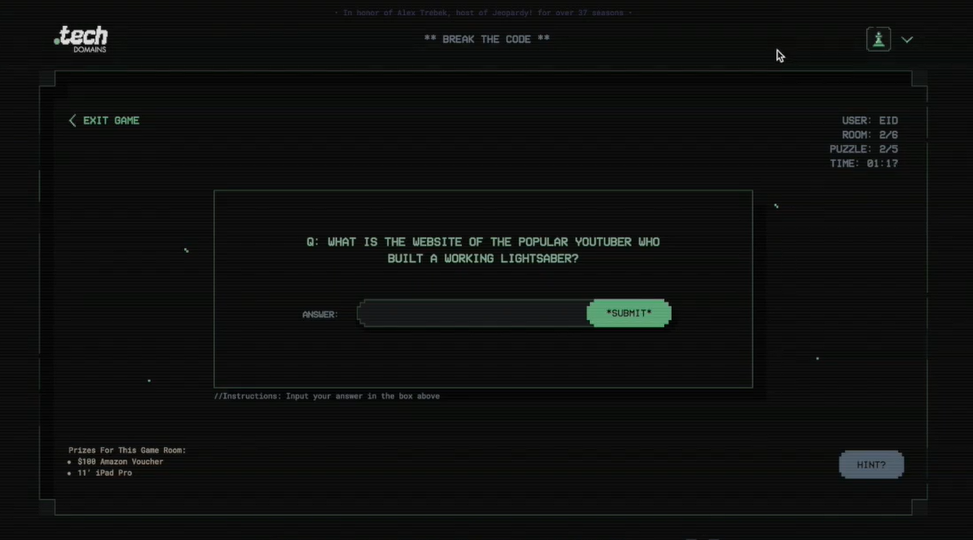 - In honor of Alex Trebek, host of Jeopardy! for over 37 seasons -
.tech
DOMAINS
** BREAK THE CODE **
EXIT GAME
USER: EID
ROOM: 2/6
PUZZLE: 2/5
TIME: 01:17
Q: WHAT IS THE WEBSITE OF THE POPULAR YOUTUBER WHO
BUILT A WORKING LIGHTSABER?
ANSWER:
*SUBMIT*
//Instructions: Input your answer in the box above
Prizes For This Game Room:
• $100 Amazon Voucher
• 11' iPad Pro
HINT?